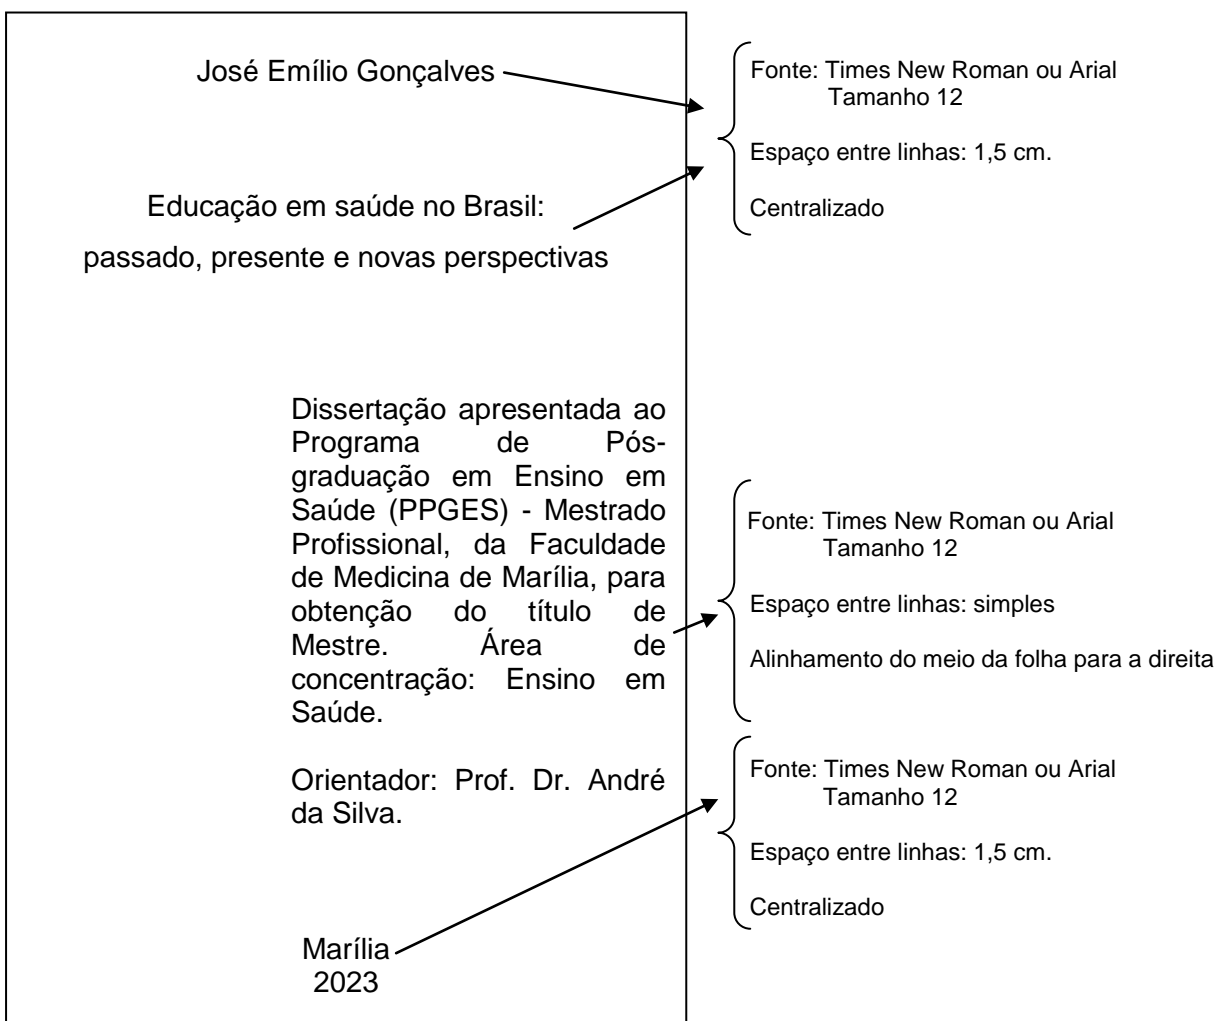 José Emílio Gonçalves
Educação em saúde no Brasil:
passado, presente e novas perspectivas
Fonte: Times New Roman ou Arial
Tamanho 12
Espaço entre linhas: 1,5 cm.
Centralizado
Dissertação apresentada ao
Programa de Pós-
graduação em Ensino em
Saúde (PPGES) - Mestrado
Profissional, da Faculdade
de Medicina de Marília, para
obtenção do título de
Mestre. Área de
concentração: Ensino em
Saúde.
Orientador: Prof. Dr. André
da Silva.
Fonte: Times New Roman ou Arial
Tamanho 12
Espaço entre linhas: simples
Alinhamento do meio da folha para a direita
Marília
2023
Fonte: Times New Roman ou Arial
Tamanho 12
Espaço entre linhas: 1,5 cm.
Centralizado